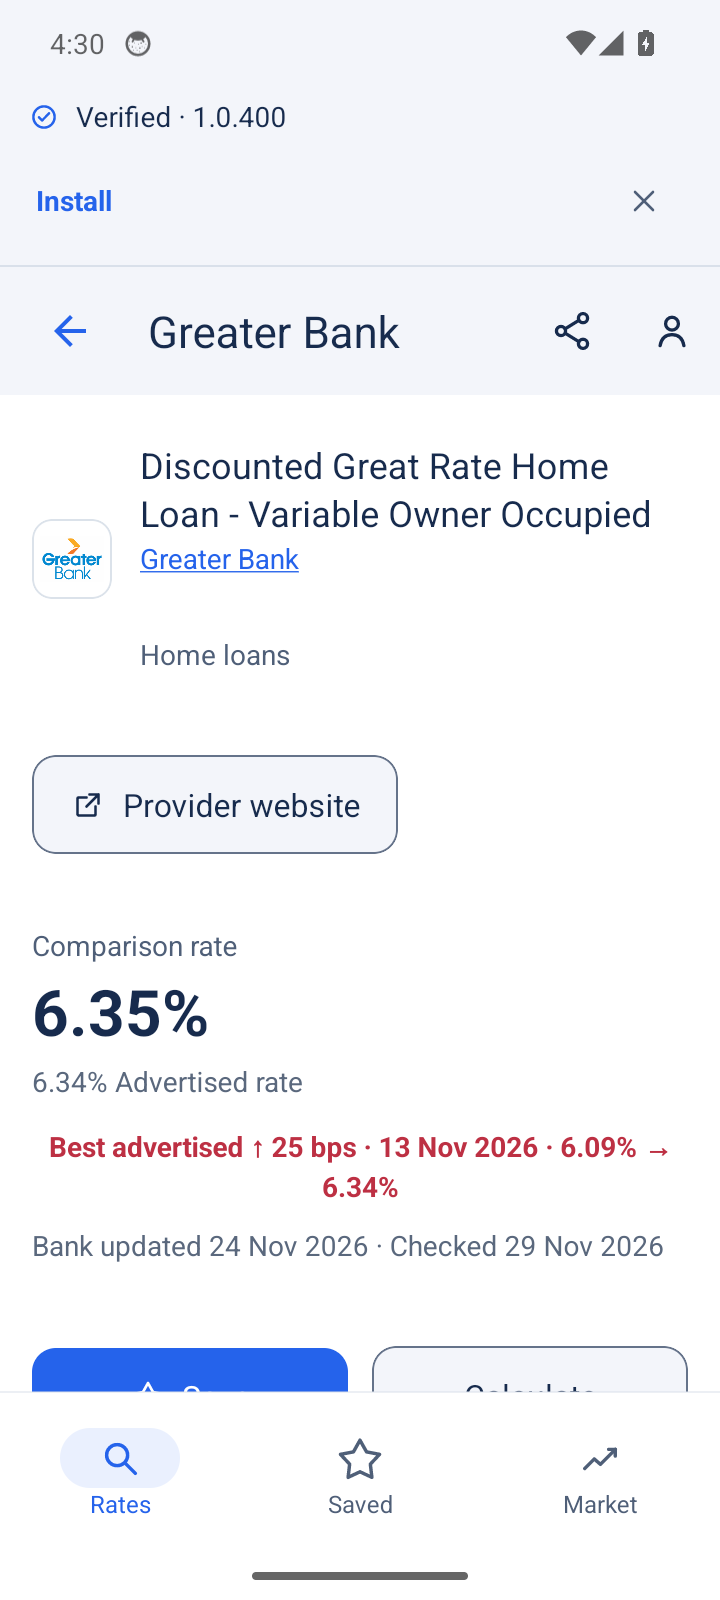 4:30
Verified · 1.0.400
Install
Greater Bank
Discounted Great Rate Home
Loan - Variable Owner Occupied
Greater Bank
Greater
Bank
Home loans
Provider website
Comparison rate
6.35%
6.34% Advertised rate
Best advertised ↑ 25 bps · 13 Nov 2026 · 6.09% →
6.34%
Bank updated 24 Nov 2026 · Checked 29 Nov 2026
Calculate
Rates
Saved
Market